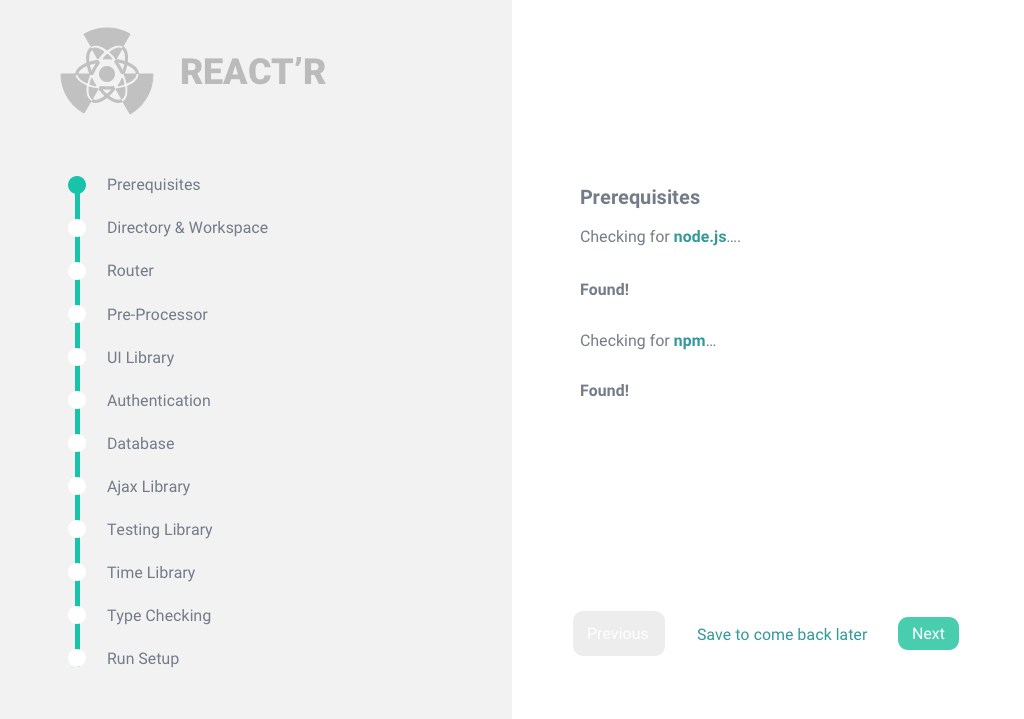 REACT’R
Prerequisites
Directory & Workspace
Router
Pre-Processor
UI Library
Authentication
Database
Ajax Library
Testing Library
Time Library
Type Checking
Run Setup
Prerequisites
Checking for node.js....
Found!
Checking for npm...
Found!
Previous
Save to come back later
Next